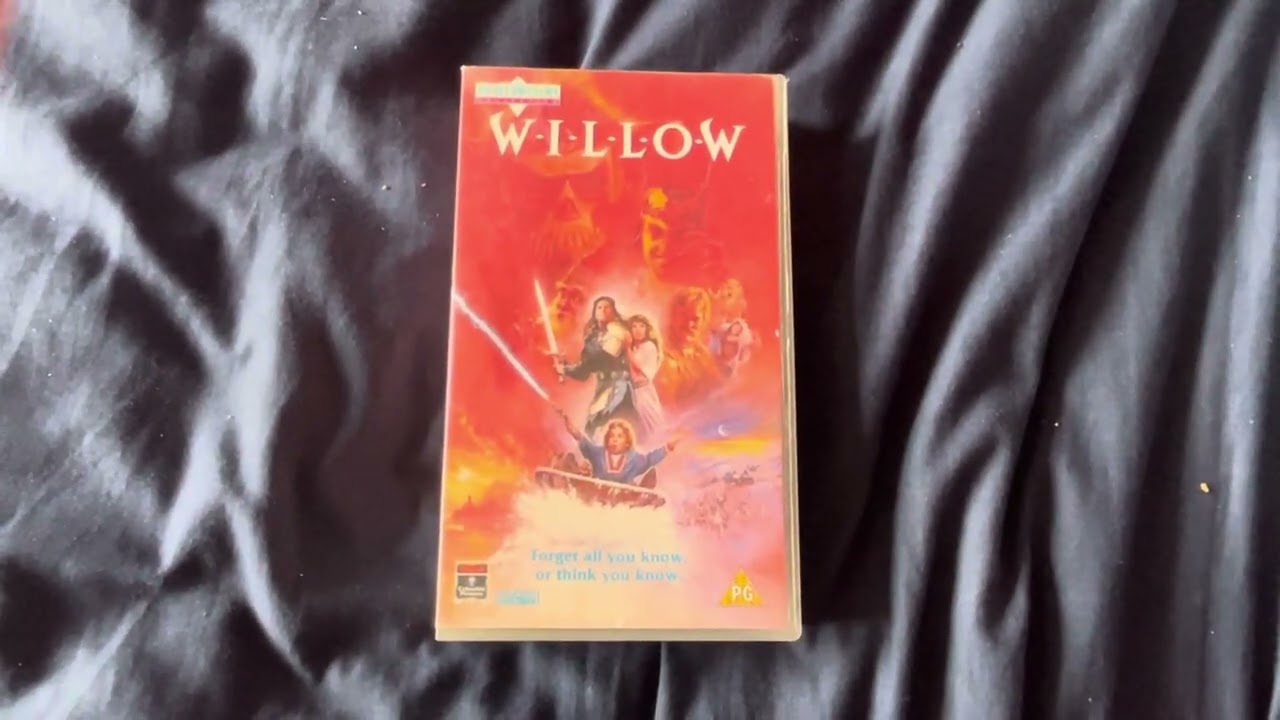 W·I·L·L·O·W
Forget all you know,
or think you know.
PG